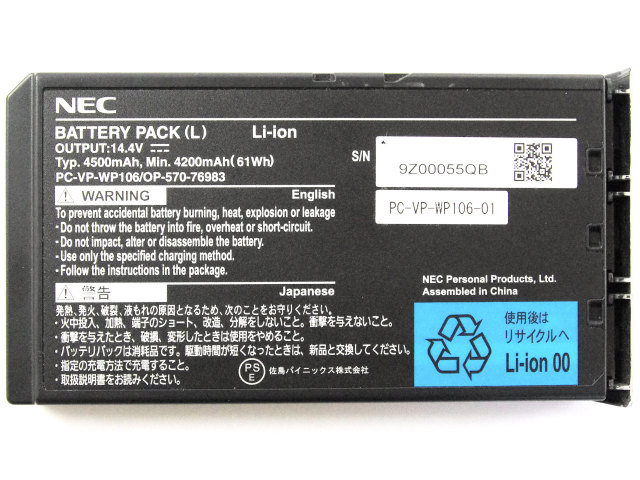 NEC
BATTERY PACK (L) Li-ion
OUTPUT:14.4V
Typ. 4500mAh, Min. 4200mAh(61Wh)
PC-VP-WP106/OP-570-76983
S/N 9Z00055QB
PC-VP-WP106-01
WARNING English
To prevent accidental battery burning, heat, explosion or leakage
・Do not throw the battery into fire, overheat or short-circuit.
・Do not impact, alter or disassemble the battery.
・Use only the specified charging method.
・Follow the instructions in the package.
NEC Personal Products, Ltd.
Assembled in China
警告 Japanese
発熱、発火、破裂、液もれの原因となるため、次のことをお守りください。
・火中投入、加熱、端子のショート、改造、分解をしないこと。衝撃を与えないこと。
・衝撃を与えたとき、破損、変形したときは使用をやめること。
・バッテリパックは消耗品です。駆動時間が短くなったときは、新品と交換してください。
・指定の充電方法で充電すること。
・取扱説明書をよく読むこと。
PS
E
佐鳥パイニックス株式会社
使用後は
リサイクルへ
Li-ion 00